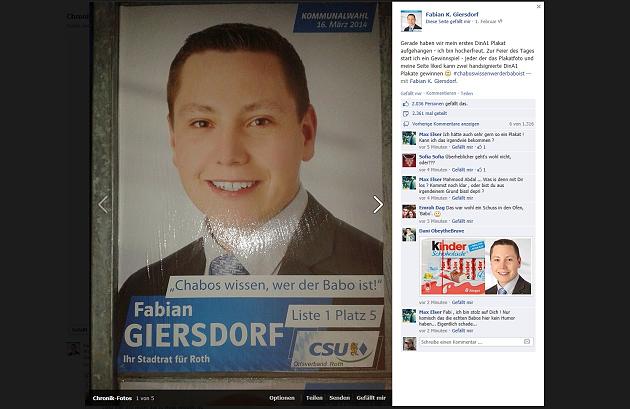 KOMMUNALWAHL
16. März 2014
„Chabos wissen, wer der Babo ist!"
Fabian
GIERSDORF
Ihr Stadtrat für Roth
Liste 1 Platz 5
CSU
Ortsverband Roth
Chronik-Fotos 1 von 5
Optionen Teilen Senden Gefällt mir
Fabian K. Giersdorf
Diese Seite gefällt mir · 1. Februar
Gerade haben wir mein erstes DinA1 Plakat
aufgehangen - ich bin hocherfreut. Zur Feier des Tages
start ich ein Gewinnspiel - jeder der das Plakatfoto und
meine Seite liked kann zwei handsignierte DinA1
Plakate gewinnen #chaboswissenwerderbaboist —
mit Fabian K. Giersdorf.
Gefällt mir · Kommentieren · Teilen
2.036 Personen gefällt das.
2.361 mal geteilt
Vorherige Kommentare anzeigen 6 von 1.316
Max Elser Ich hätte auch sehr gern so ein Plakat !
Kann ich das irgendwie bekommen ?
vor 5 Minuten · Gefällt mir · 1
Sofia Sofia Überheblicher geht's wohl nicht,
oder???
vor 4 Minuten · Gefällt mir · 1
Max Elser Mahmood Abdal ... Was is denn mit Dir
los ? Kommst noch klar , oder bist du aus
irgendeinem Grund bissl depri ?
vor 4 Minuten · Gefällt mir
Emrah Dag Das war wohl ein Schuss in den Ofen,
'Babo'.
vor 3 Minuten · Gefällt mir
Dani ObeytheBrave
Kinder
Schokolade
vor 2 Minuten · Gefällt mir
Max Elser Fabi , ich bin stolz auf Dich ! Nur
komisch das die echten Babos hier kein Humor
haben... Eigentlich schade...
vor 2 Minuten · Gefällt mir
Schreibe einen Kommentar ...